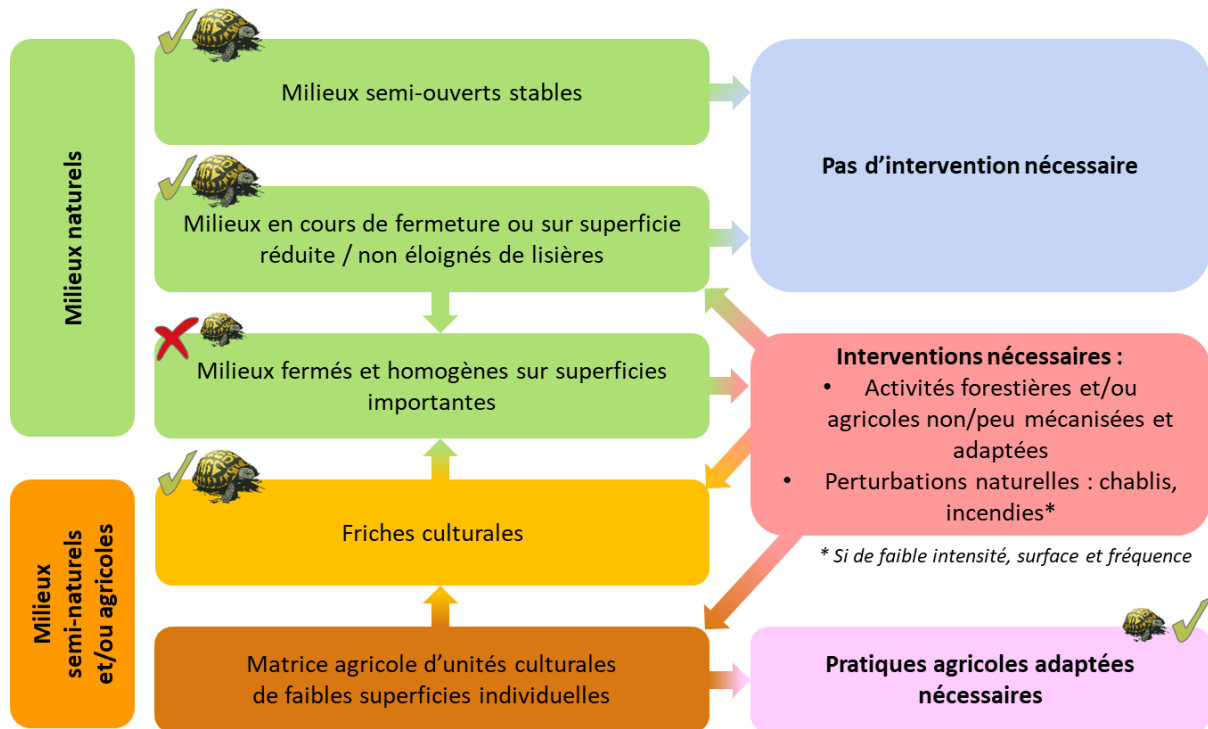 Milieux naturels
Milieux semi-ouverts stables
Pas d'intervention nécessaire
Milieux en cours de fermeture ou sur superficie
réduite / non éloignés de lisières
Milieux fermés et homogènes sur superficies
importantes
Interventions nécessaires :
• Activités forestières et/ou
agricoles non/peu mécanisées et
adaptées
• Perturbations naturelles : chablis,
incendies*
* Si de faible intensité, surface et fréquence
Milieux
semi-naturels
et/ou agricoles
Friches culturales
Matrice agricole d'unités culturales
de faibles superficies individuelles
Pratiques agricoles adaptées
nécessaires